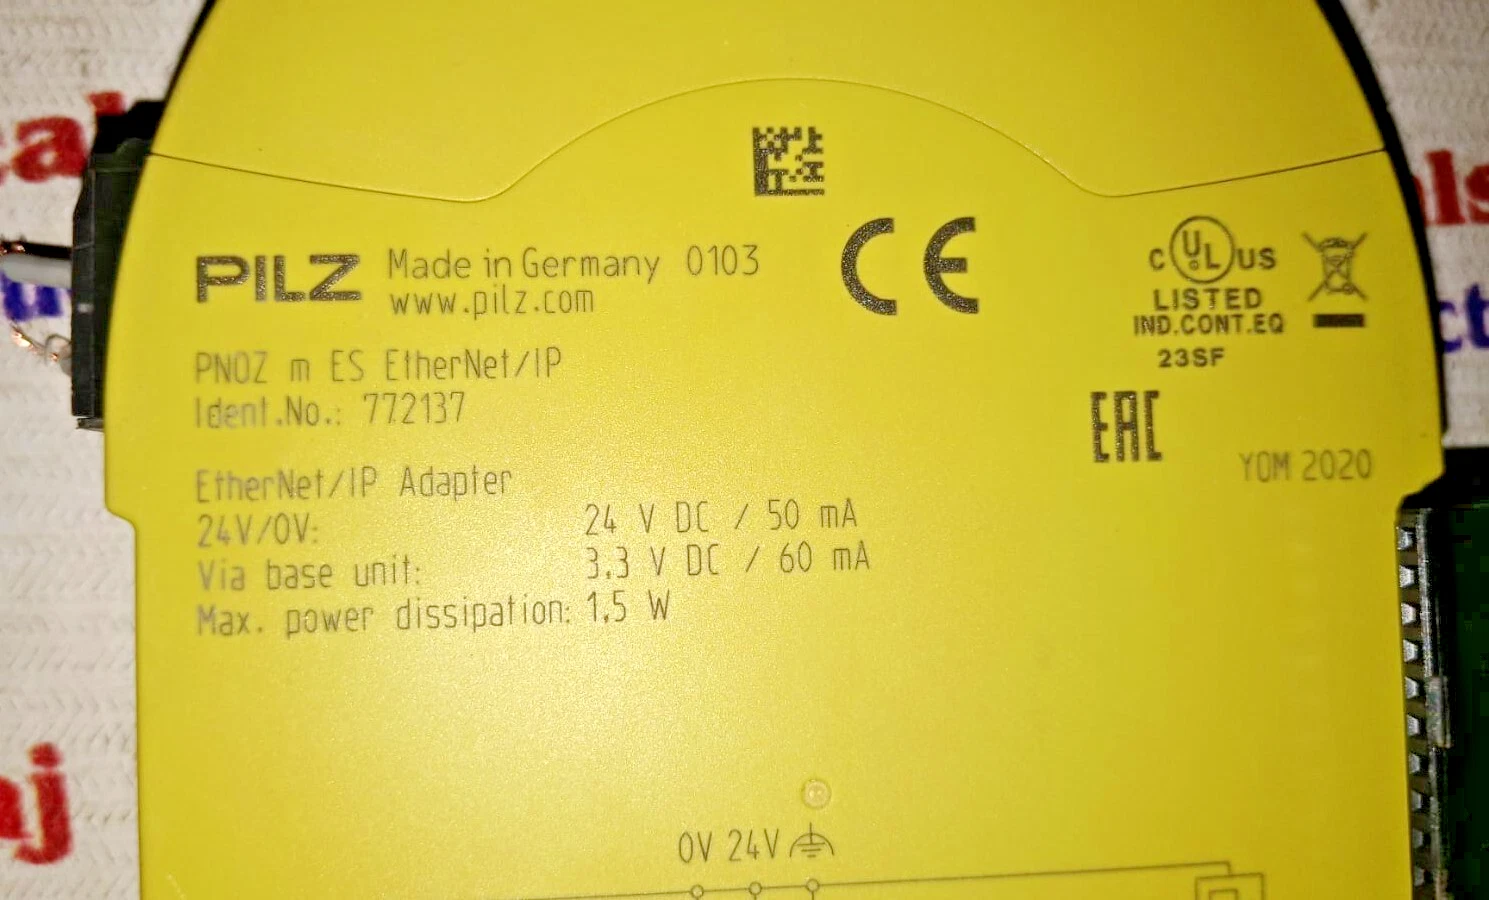 PILZ Made in Germany 0103
www.pilz.com
CE
C UL US
LISTED
IND.CONT.EQ
23SF
PNOZ m ES EtherNet/IP
Ident.No.: 772137
EAC
YOM 2020
EtherNet/IP Adapter
24V/0V: 24 V DC / 50 mA
Via base unit: 3.3 V DC / 60 mA
Max. power dissipation: 1.5 W
0V 24V